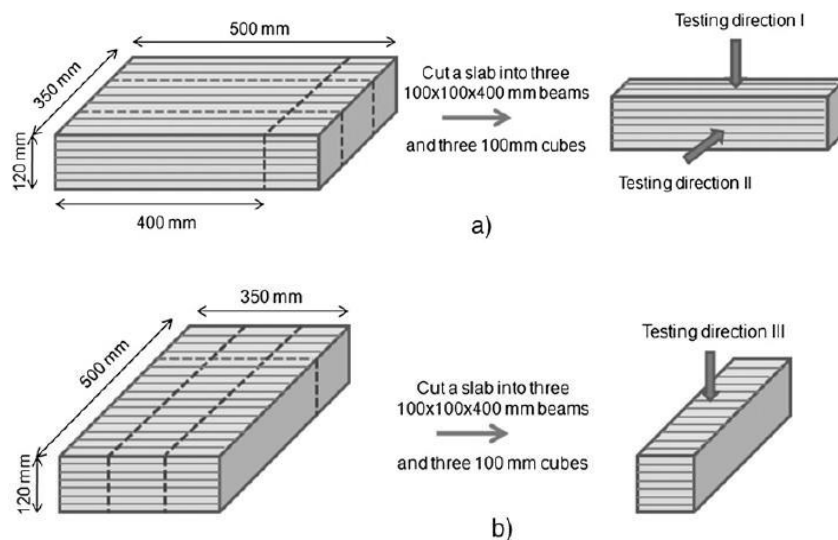 500 mm
350 mm
120 mm
400 mm
Cut a slab into three
100x100x400 mm beams
and three 100mm cubes
Testing direction I
Testing direction II
a)
350 mm
500 mm
120 mm
Cut a slab into three
100x100x400 mm beams
and three 100 mm cubes
Testing direction III
b)